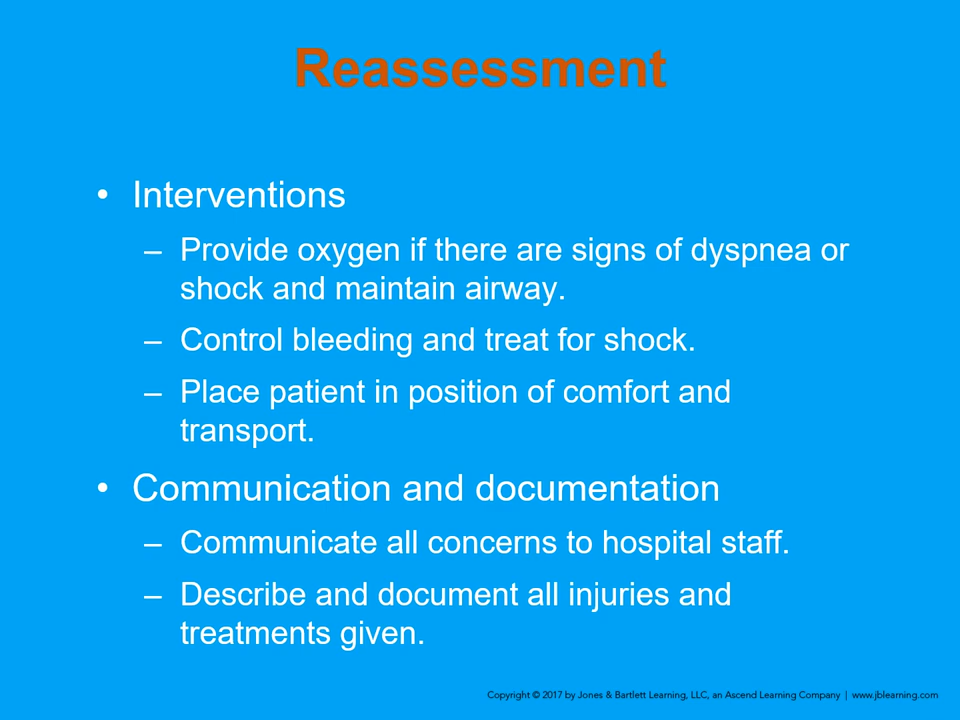 Reassessment
• Interventions
– Provide oxygen if there are signs of dyspnea or
shock and maintain airway.
– Control bleeding and treat for shock.
– Place patient in position of comfort and
transport.
• Communication and documentation
– Communicate all concerns to hospital staff.
– Describe and document all injuries and
treatments given.
Copyright © 2017 by Jones & Bartlett Learning, LLC, an Ascend Learning Company | www.jblearning.com